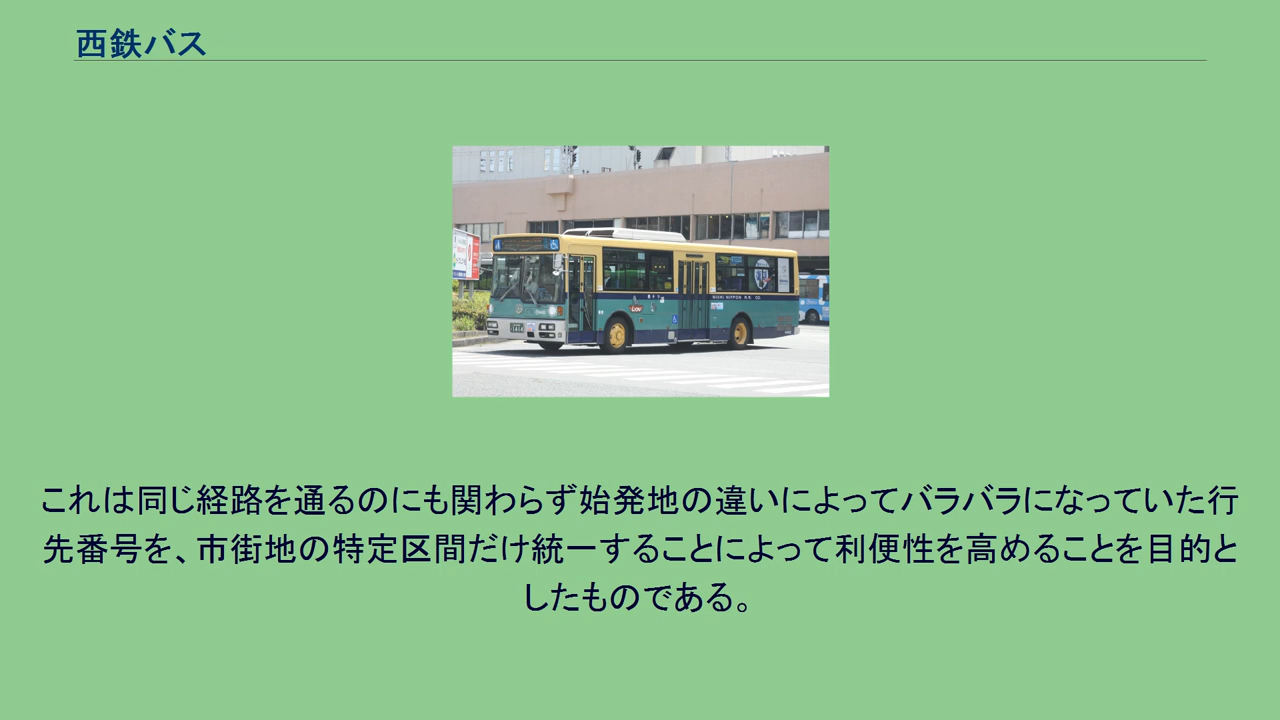 西鉄バス
NISHI-NIPPON R.R. CO.
これは同じ経路を通るのにも関わらず始発地の違いによってバラバラになっていた行
先番号を、市街地の特定区間だけ統一することによって利便性を高めることを目的と
したものである。